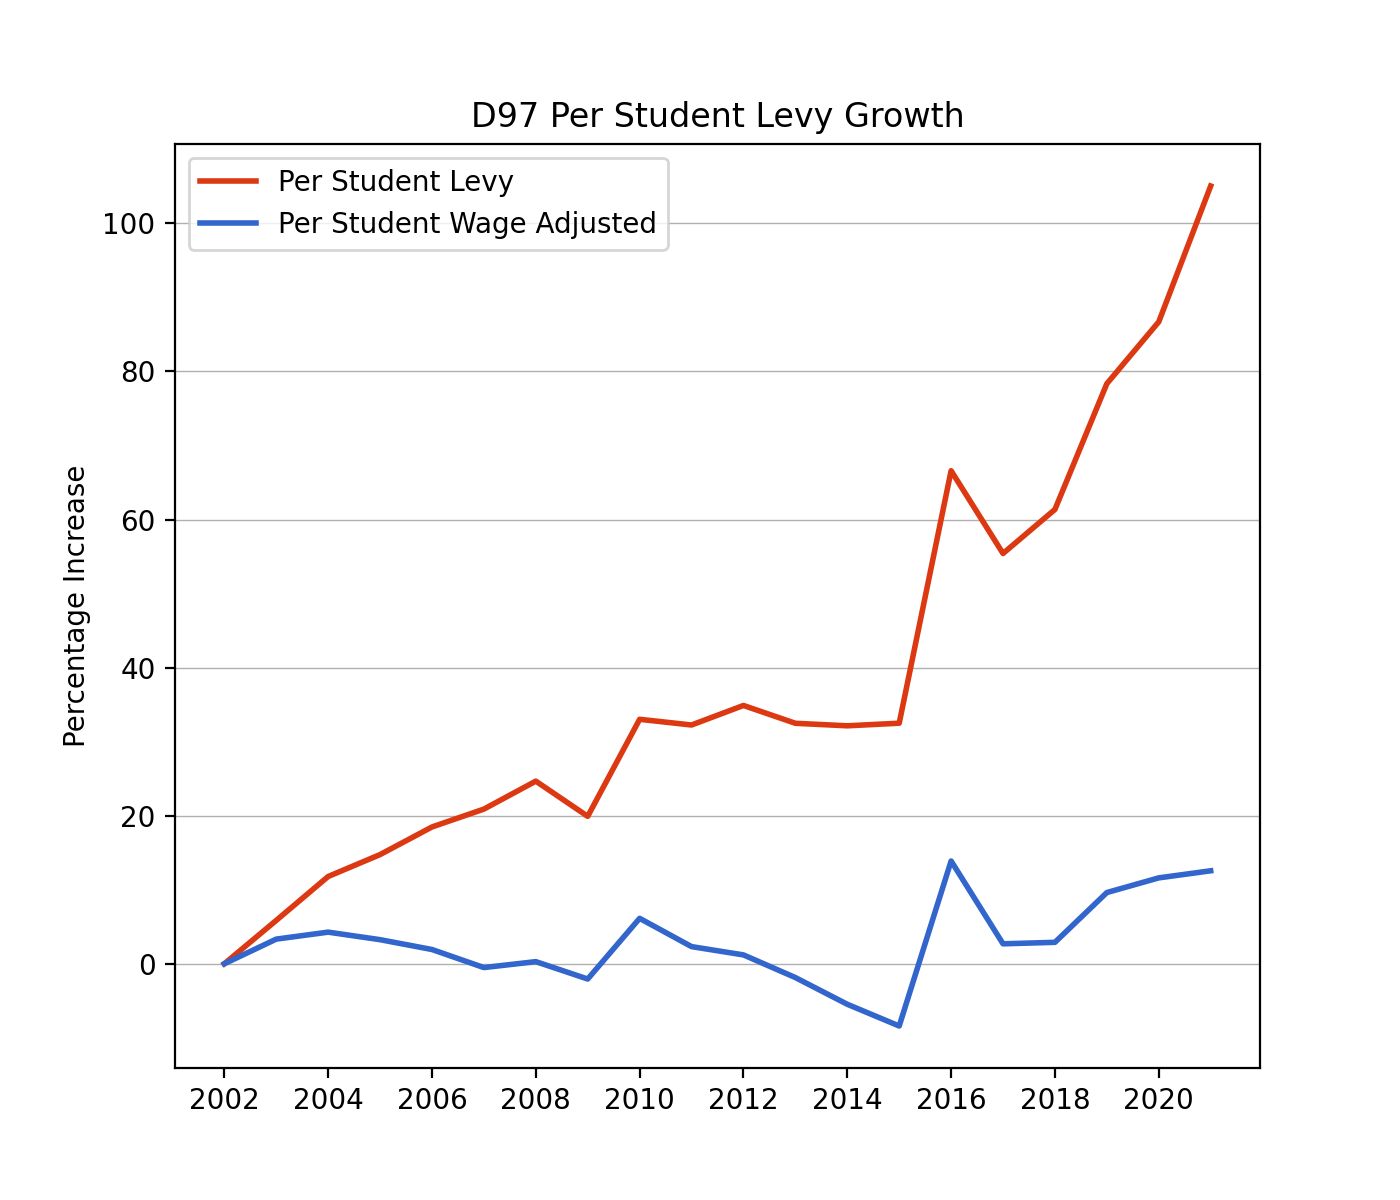 D97 Per Student Levy Growth
Per Student Levy
Per Student Wage Adjusted
Percentage Increase
100
80
60
40
20
0
2002 2004 2006 2008 2010 2012 2014 2016 2018 2020